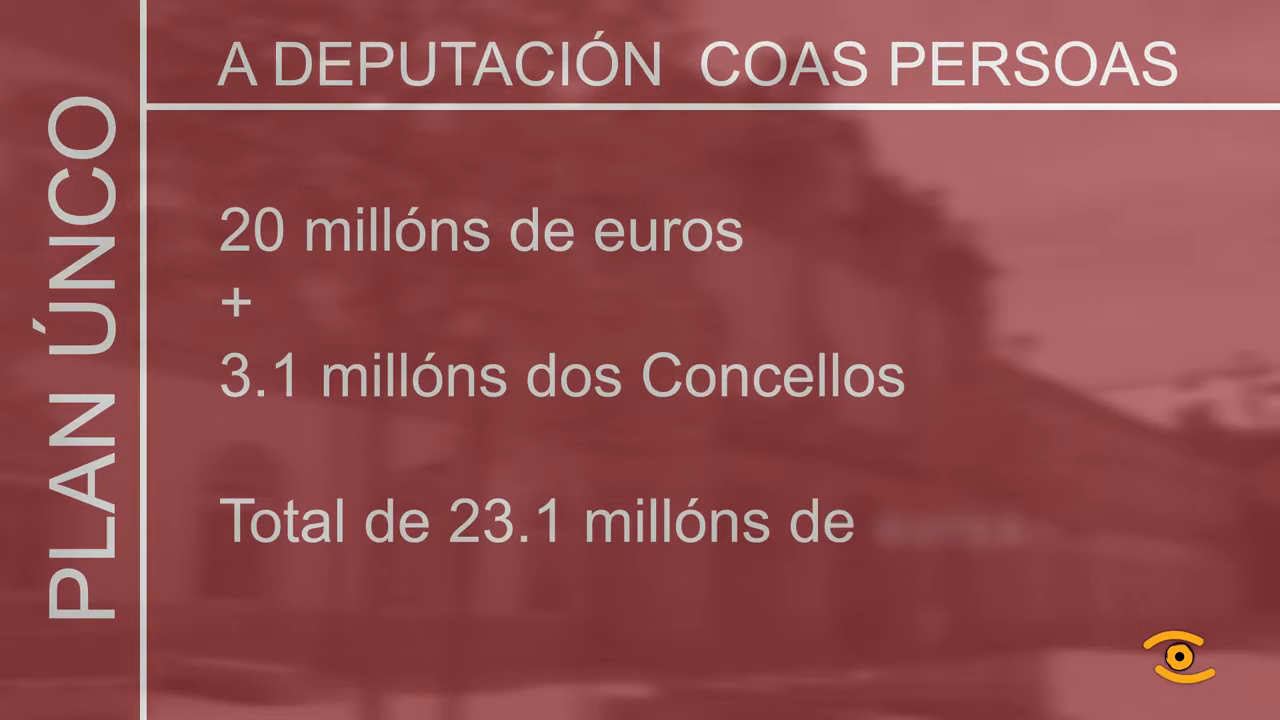 A DEPUTACIÓN COAS PERSOAS
PLAN ÚNCO
20 millóns de euros
+
3.1 millóns dos Concellos
Total de 23.1 millóns de